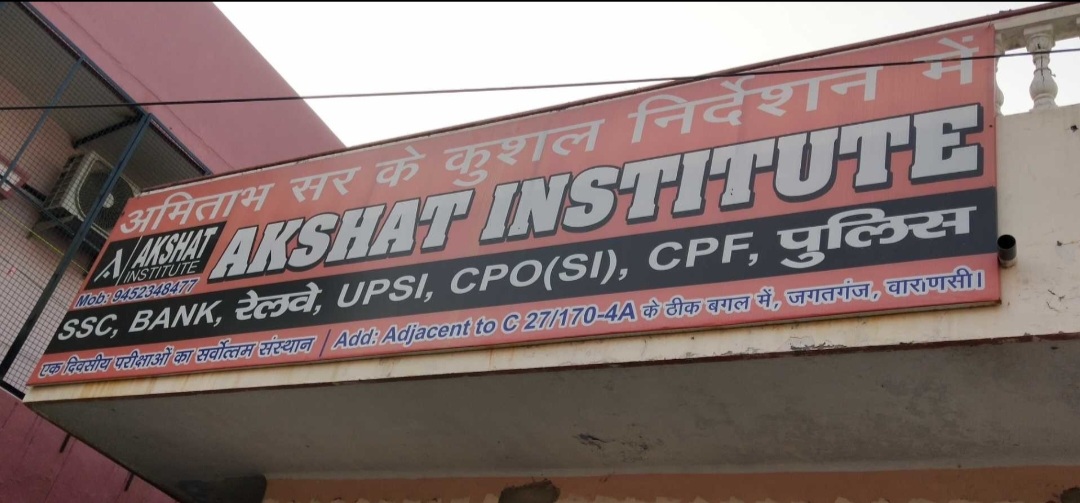 अमिताभ सर के कुशल निर्देशन में
AKSHAT INSTITUTE
AKSHAT INSTITUTE
Mob: 9452348477
SSC, BANK, रेलवे, UPSI, CPO(SI), CPF, पुलिस
एक दिवसीय परीक्षाओं का सर्वोत्तम संस्थान | Add: Adjacent to C 27/170-4A के ठीक बगल में, जगतगंज, वाराणसी।